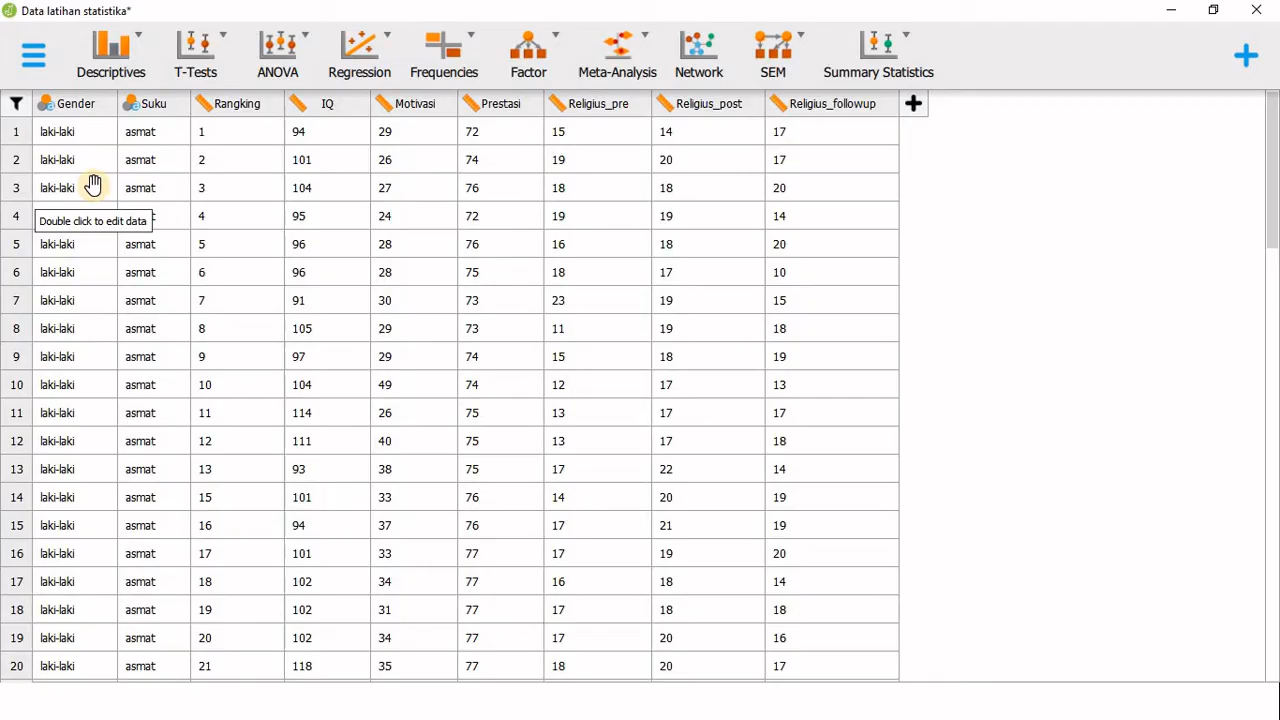 Data latihan statistika*
Descriptives T-Tests ANOVA Regression Frequencies Factor Meta-Analysis Network SEM Summary Statistics
Gender Suku Rangking IQ Motivasi Prestasi Religius_pre Religius_post Religius_followup
1 laki-laki asmat 1 94 29 72 15 14 17
2 laki-laki asmat 2 101 26 74 19 20 17
3 laki-laki asmat 3 104 27 76 18 18 20
4 4 95 24 72 19 19 14
Double click to edit data
5 laki-laki asmat 5 96 28 76 16 18 20
6 laki-laki asmat 6 96 28 75 18 17 10
7 laki-laki asmat 7 91 30 73 23 19 15
8 laki-laki asmat 8 105 29 73 11 19 18
9 laki-laki asmat 9 97 29 74 15 18 19
10 laki-laki asmat 10 104 49 74 12 17 13
11 laki-laki asmat 11 114 26 75 13 17 17
12 laki-laki asmat 12 111 40 75 13 17 18
13 laki-laki asmat 13 93 38 75 17 22 14
14 laki-laki asmat 15 101 33 76 14 20 19
15 laki-laki asmat 16 94 37 76 17 21 19
16 laki-laki asmat 17 101 33 77 17 19 20
17 laki-laki asmat 18 102 34 77 16 18 14
18 laki-laki asmat 19 102 31 77 17 18 18
19 laki-laki asmat 20 102 34 77 17 20 16
20 laki-laki asmat 21 118 35 77 18 20 17